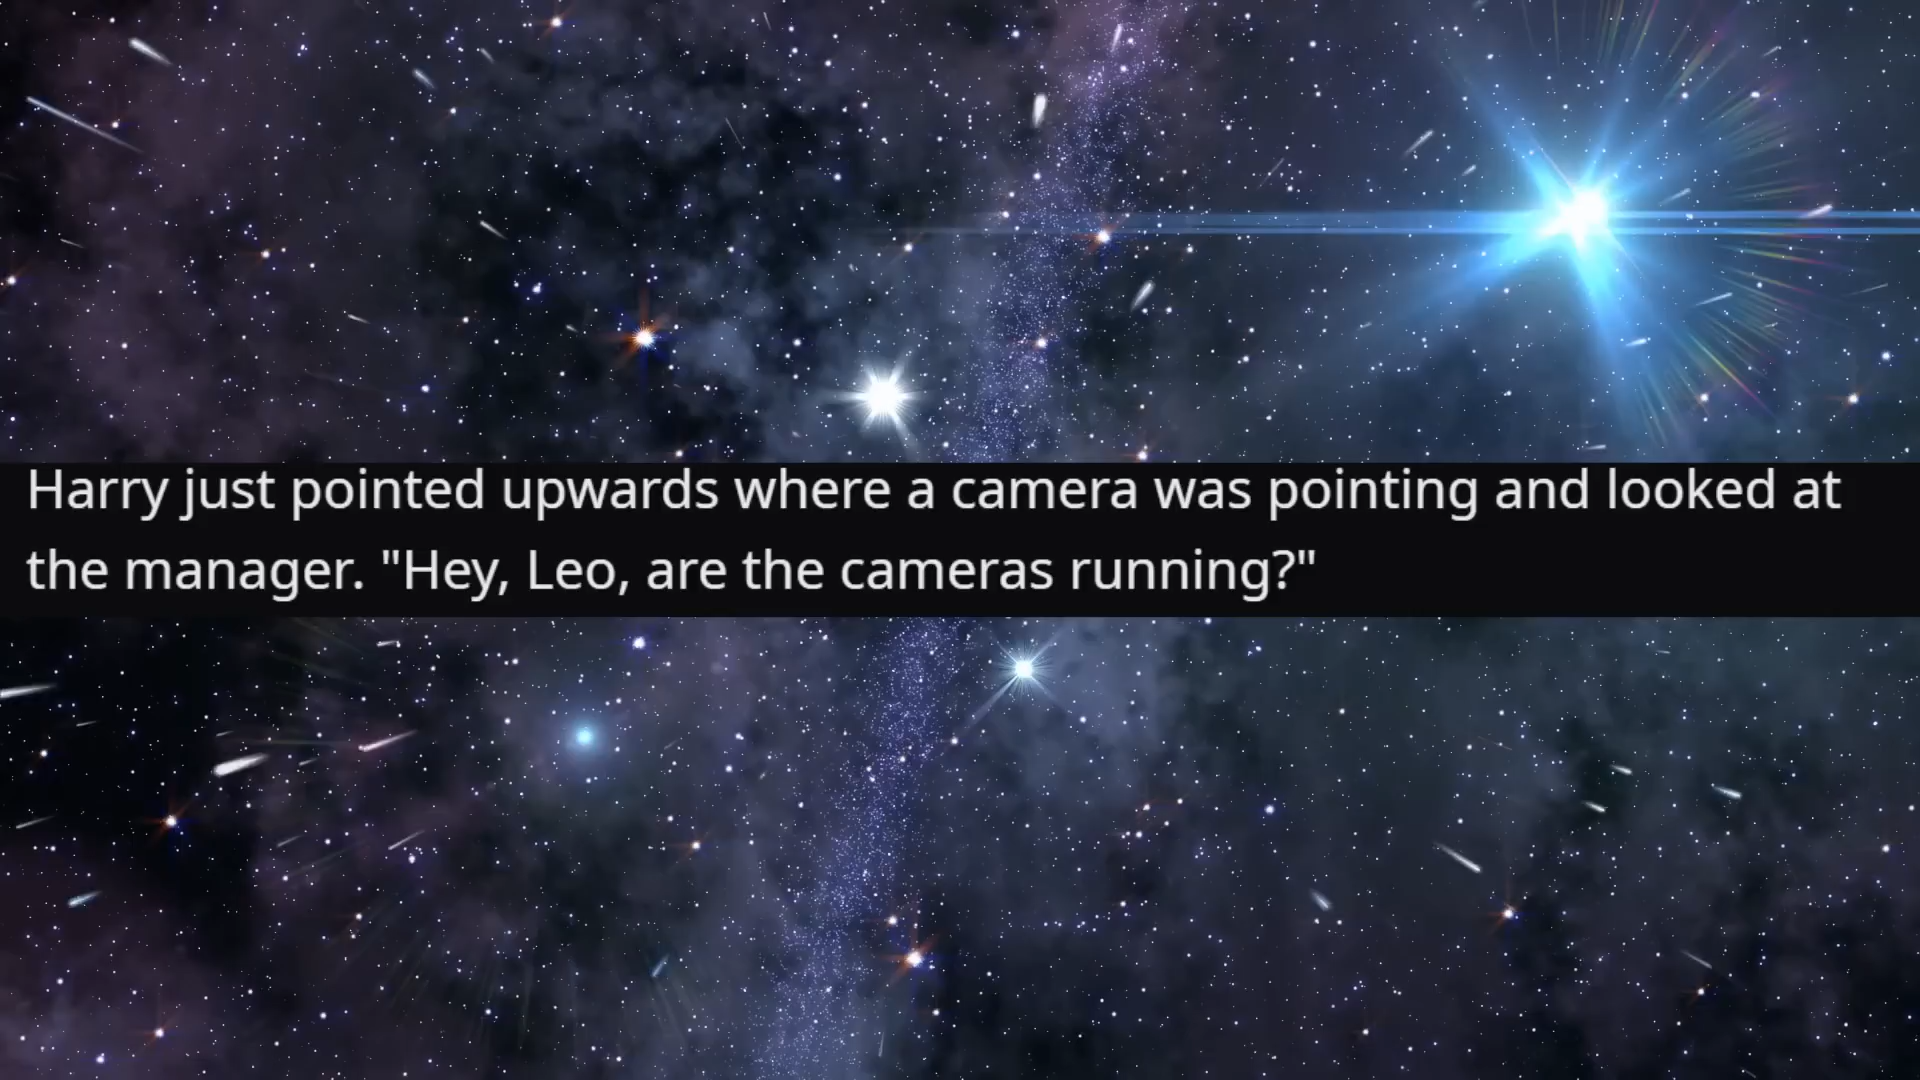 Harry just pointed upwards where a camera was pointing and looked at
the manager. "Hey, Leo, are the cameras running?"